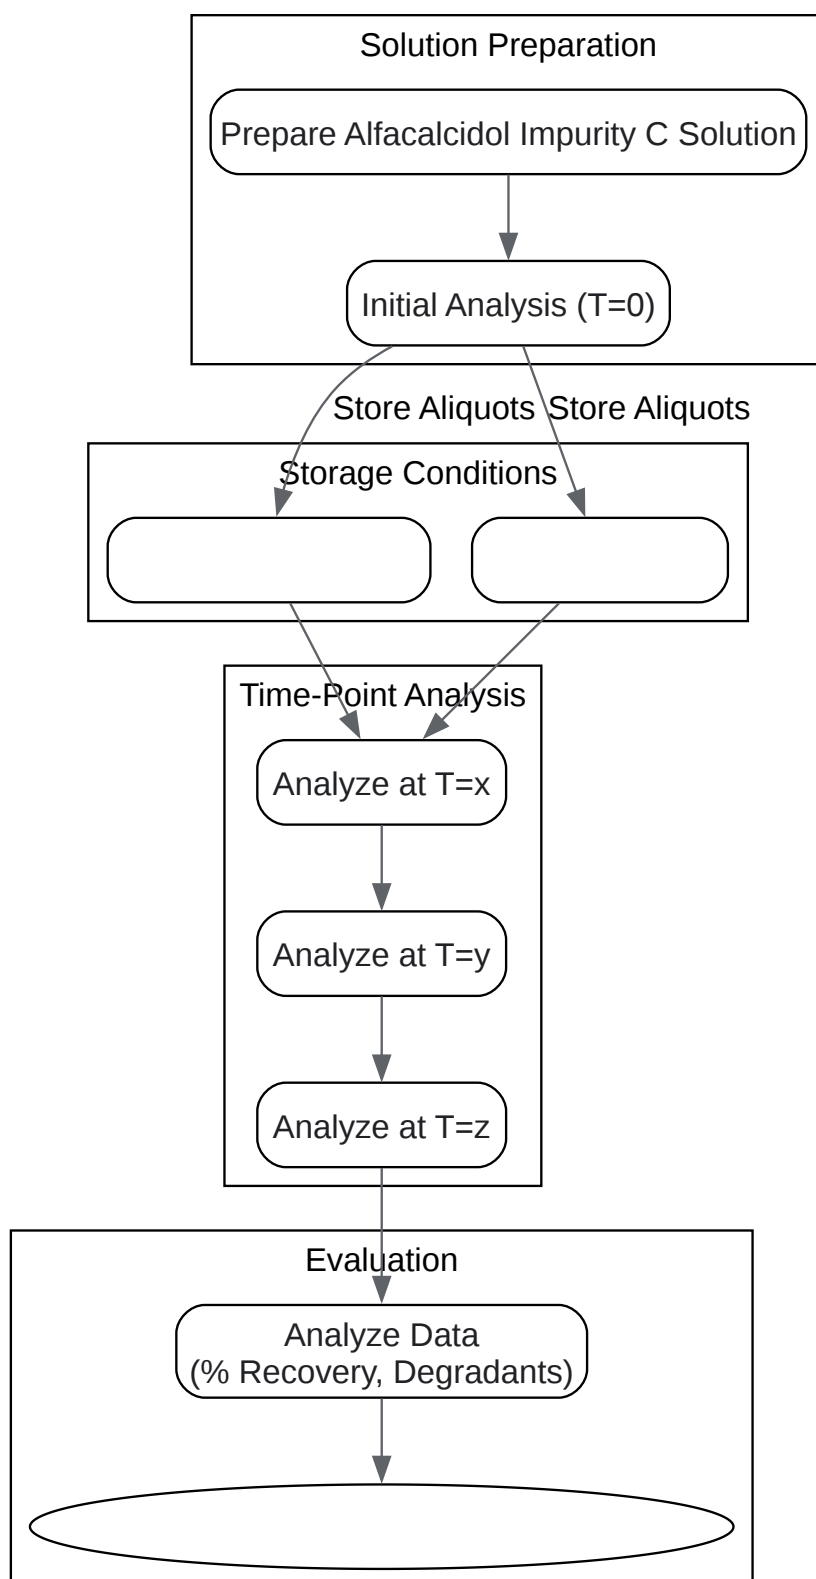 Solution Preparation
Prepare Alfacalcidol Impurity C Solution
Initial Analysis (T=0)
Store Aliquots
Store Aliquots
Storage Conditions
Time-Point Analysis
Analyze at T=x
Analyze at T=y
Analyze at T=z
Evaluation
Analyze Data
(% Recovery, Degradants)